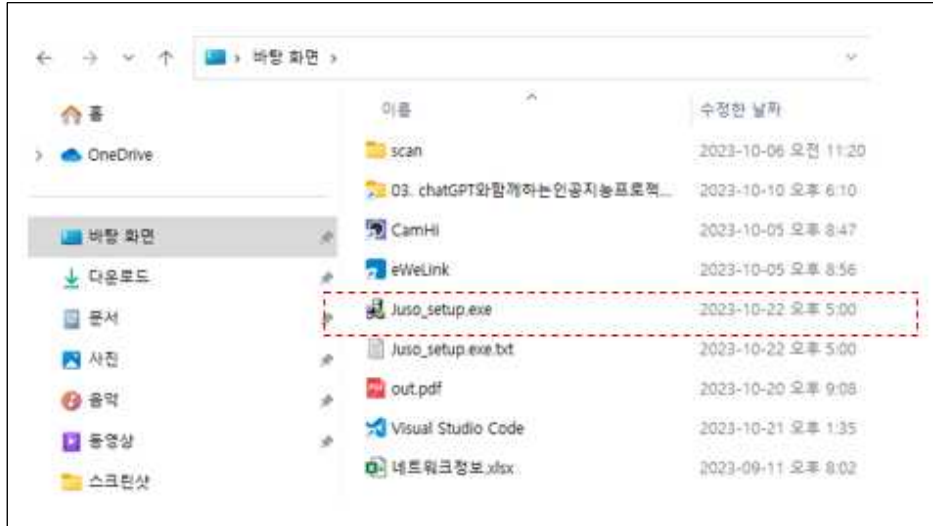 바탕 화면
홈
OneDrive
바탕 화면
다운로드
문서
사진
음악
동영상
스크린샷
이름 수정한 날짜
scan 2023-10-06 오전 11:20
03. chatGPT와함께하는인공지능프로젝... 2023-10-10 오후 6:10
CamHi 2023-10-05 오후 8:47
eWeLink 2023-10-05 오후 8:56
Juso_setup.exe 2023-10-22 오후 5:00
Juso_setup.exe.txt 2023-10-22 오후 5:00
out.pdf 2023-10-20 오후 9:08
Visual Studio Code 2023-10-21 오후 1:35
네트워크정보.xlsx 2023-09-11 오후 8:02